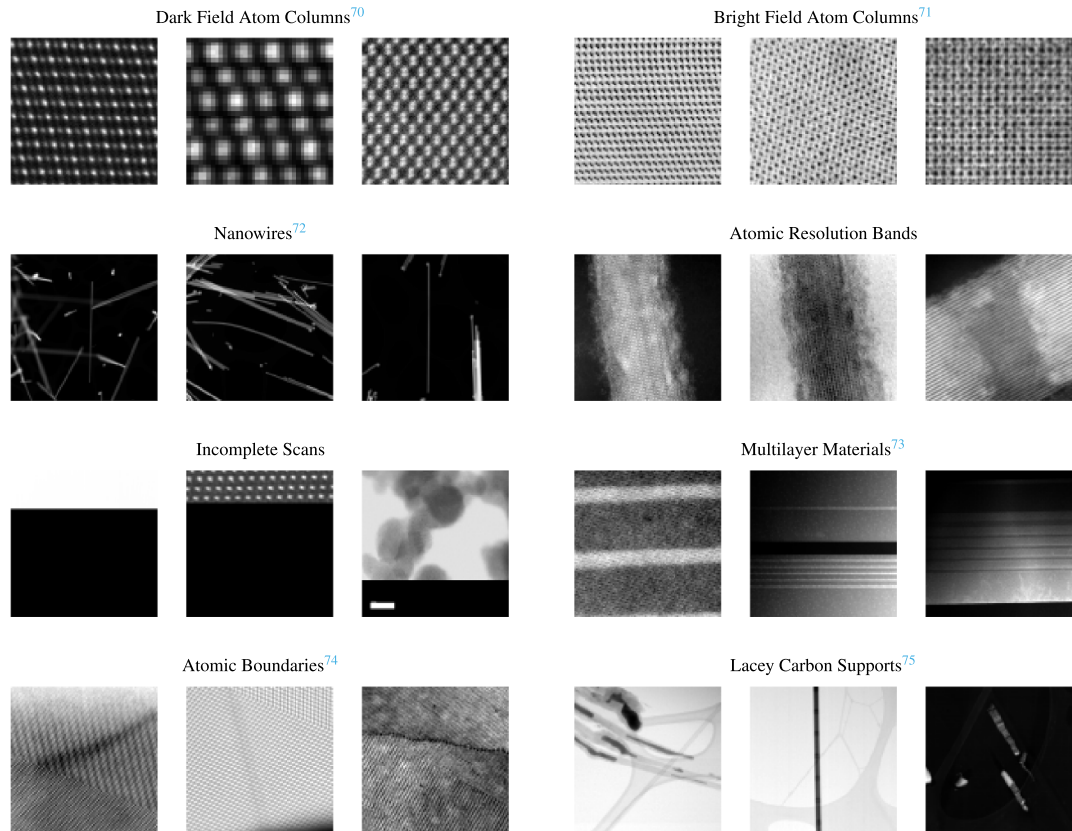 Dark Field Atom Columns70
Bright Field Atom Columns71
Nanowires72
Atomic Resolution Bands
Incomplete Scans
Multilayer Materials73
Atomic Boundaries74
Lacey Carbon Supports75